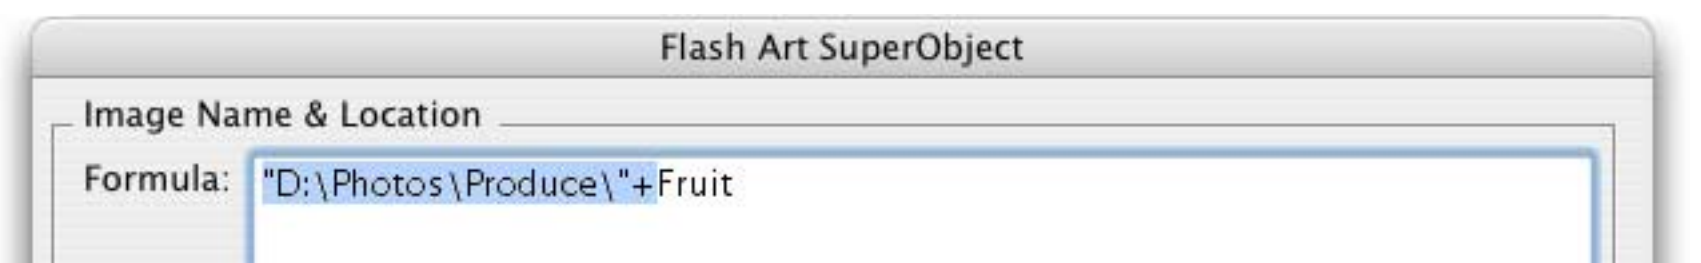 Flash Art SuperObject
Image Name & Location
Formula: "D:\Photos\Produce\"+Fruit